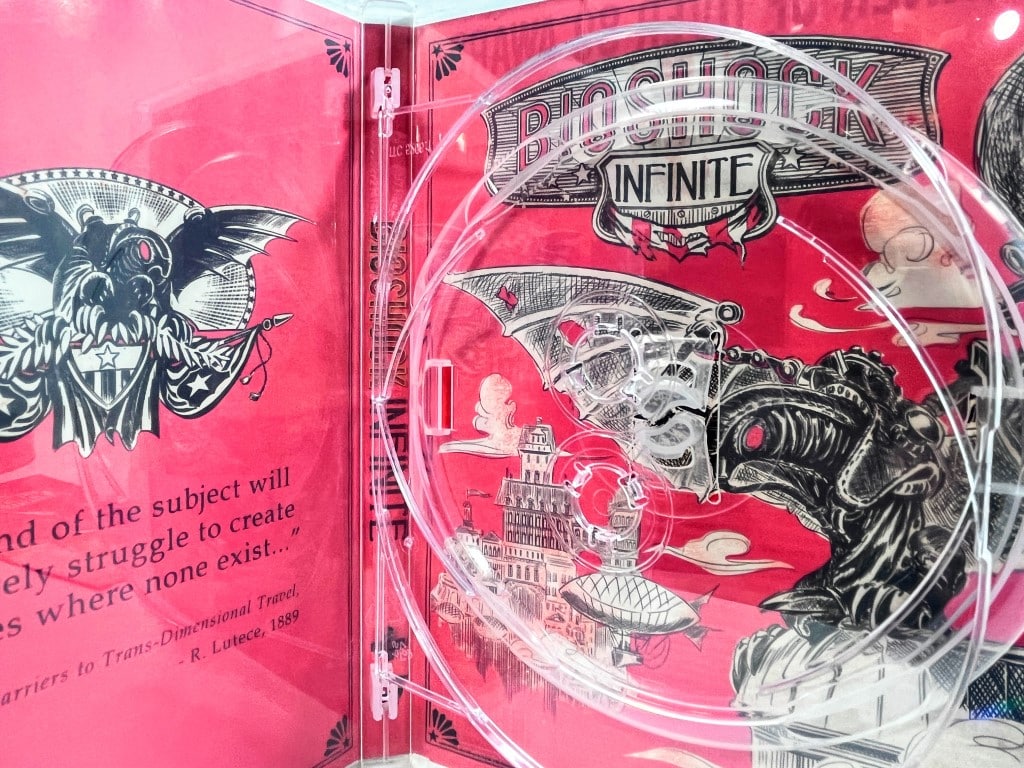 nd of the subject will
ely struggle to create
es where none exist..."
arriers to Trans-Dimensional Travel,
- R. Lutece, 1889
BIOSHOCK INFINITE
BIOSHOCK
INFINITE